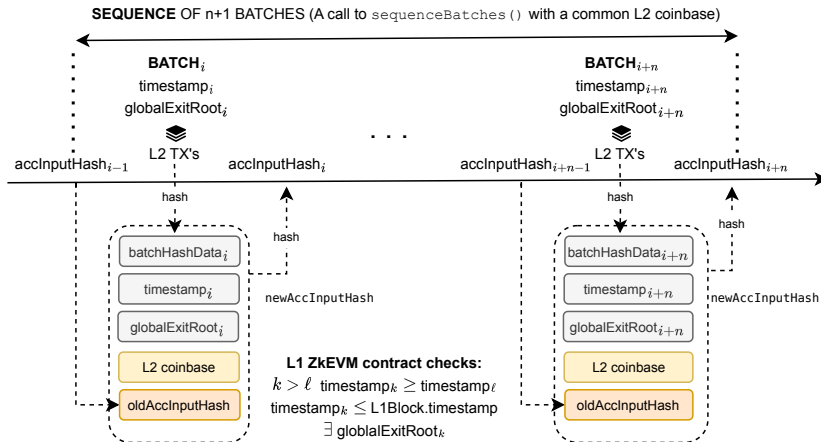 SEQUENCE OF n+1 BATCHES (A call to sequenceBatches() with a common L2 coinbase)
BATCH_i
timestamp_i
globalExitRoot_i
L2 TX's
BATCH_{i+n}
timestamp_{i+n}
globalExitRoot_{i+n}
L2 TX's
. . .
accInputHash_{i−1}
accInputHash_i
accInputHash_{i+n−1}
accInputHash_{i+n}
hash
hash
batchHashData_i
timestamp_i
globalExitRoot_i
L2 coinbase
oldAccInputHash
newAccInputHash
L1 ZkEVM contract checks:
k > ℓ timestamp_k ≥ timestamp_ℓ
timestamp_k ≤ L1Block.timestamp
∃ globlalExitRoot_k
hash
hash
batchHashData_{i+n}
timestamp_{i+n}
globalExitRoot_{i+n}
L2 coinbase
oldAccInputHash
newAccInputHash